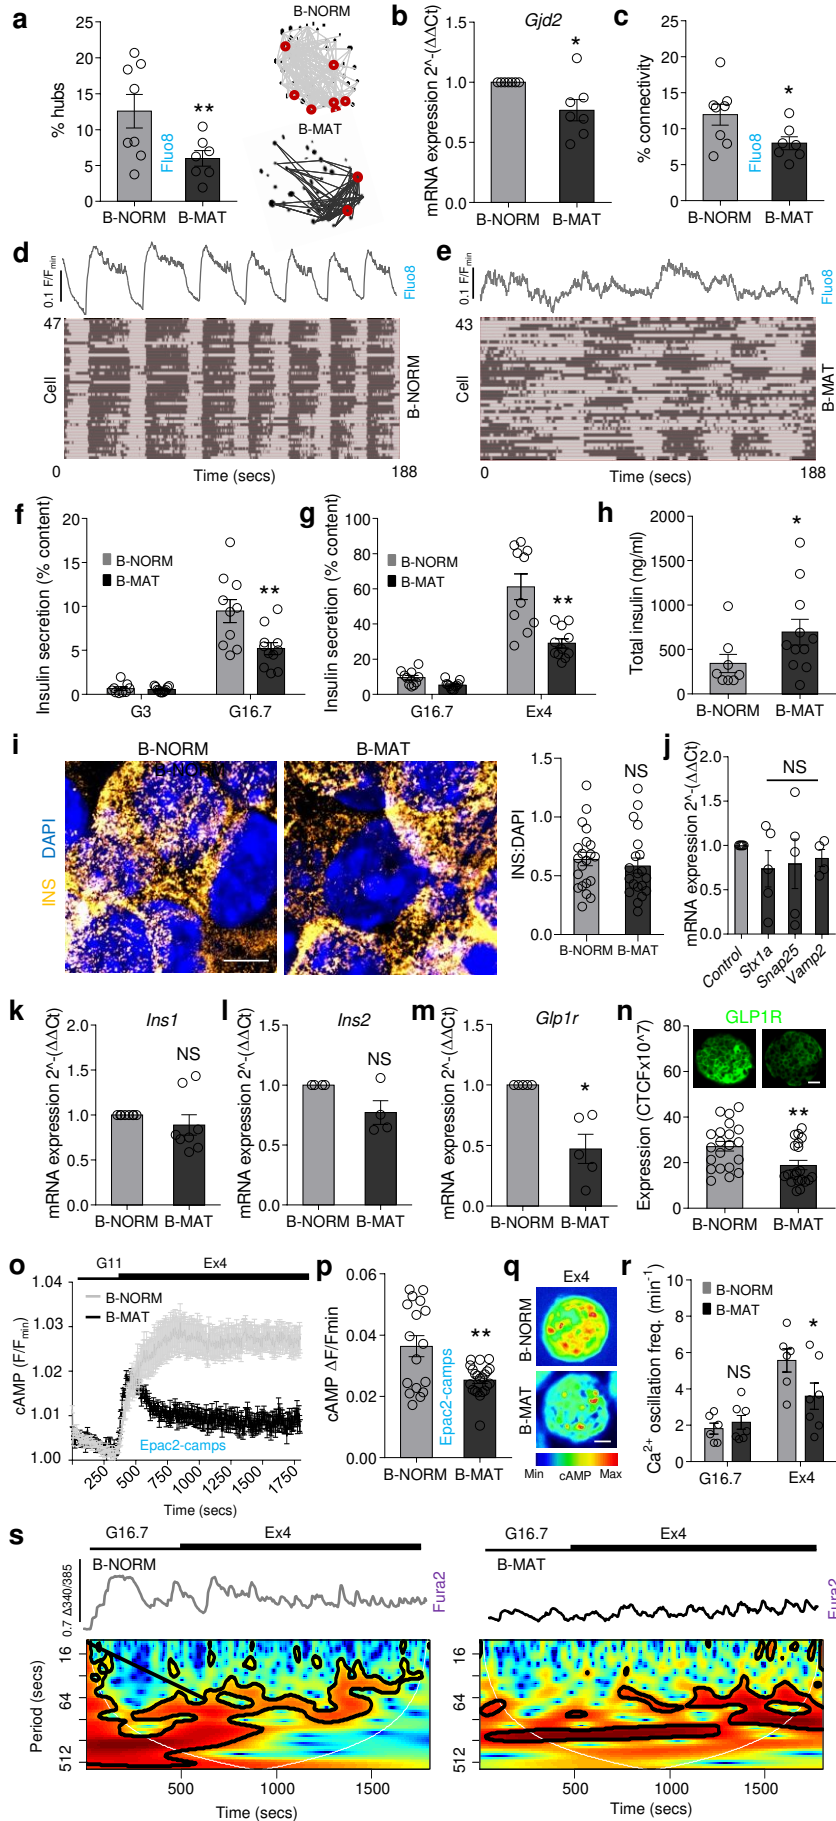 a
25
20
15
10
5
0
% hubs
**
Fluo8
B-NORM
B-MAT
B-NORM
B-MAT
b
Gjd2
mRNA expression 2^-(ΔΔCt)
1.5
1.0
0.5
0.0
*
B-NORM
B-MAT
c
% connectivity
25
20
15
10
5
0
*
Fluo8
B-NORM
B-MAT
d
0.1 F/Fmin
Fluo8
47
Cell
B-NORM
0
Time (secs)
188
e
0.1 F/Fmin
Fluo8
43
Cell
B-MAT
0
Time (secs)
188
f
Insulin secretion (% content)
20
15
10
5
0
B-NORM
B-MAT
**
G3
G16.7
g
Insulin secretion (% content)
100
80
60
40
20
0
B-NORM
B-MAT
**
G16.7
Ex4
h
Total insulin (ng/ml)
2000
1500
1000
500
0
*
B-NORM
B-MAT
i
B-NORM
B-NORM
B-MAT
INS DAPI
INS:DAPI
1.5
1.0
0.5
0.0
NS
B-NORM
B-MAT
j
mRNA expression 2^-(ΔΔCt)
2.0
1.5
1.0
0.5
0.0
NS
Control
Stx1a
Snap25
Vamp2
k
Ins1
mRNA expression 2^-(ΔΔCt)
2.0
1.5
1.0
0.5
0.0
NS
B-NORM
B-MAT
l
Ins2
mRNA expression 2^-(ΔΔCt)
1.5
1.0
0.5
0.0
NS
B-NORM
B-MAT
m
Glp1r
mRNA expression 2^-(ΔΔCt)
1.5
1.0
0.5
0.0
*
B-NORM
B-MAT
n
GLP1R
Expression (CTCFx10^7)
80
60
40
20
0
**
B-NORM
B-MAT
o
G11
Ex4
cAMP (F/Fmin)
1.04
1.03
1.02
1.01
1.00
B-NORM
B-MAT
Epac2-camps
250
500
750
1000
1250
1500
1750
Time (secs)
p
cAMP ΔF/Fmin
0.06
0.04
0.02
0.00
**
Epac2-camps
B-NORM
B-MAT
q
Ex4
B-NORM
B-MAT
Min
cAMP
Max
r
Ca2+ oscillation freq. (min-1)
10
8
6
4
2
0
B-NORM
B-MAT
NS
*
G16.7
Ex4
s
G16.7
Ex4
B-NORM
0.7 Δ340/385
Fura2
Period (secs)
16
64
512
500
1000
1500
Time (secs)
G16.7
Ex4
B-MAT
Fura2
16
64
512
500
1000
1500
Time (secs)